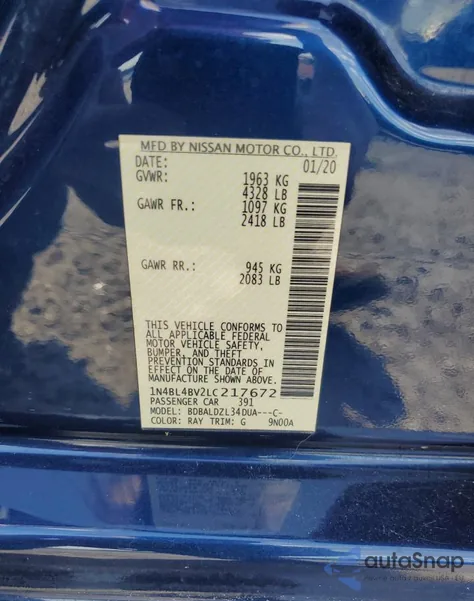 MFD BY NISSAN MOTOR CO., LTD.
DATE: 01/20
GVWR: 1963 KG
4328 LB
GAWR FR.: 1097 KG
2418 LB
GAWR RR.: 945 KG
2083 LB
THIS VEHICLE CONFORMS TO
ALL APPLICABLE FEDERAL
MOTOR VEHICLE SAFETY,
BUMPER, AND THEFT
PREVENTION STANDARDS IN
EFFECT ON THE DATE OF
MANUFACTURE SHOWN ABOVE.
1N4BL4BV2LC217672
PASSENGER CAR 391
MODEL: BDBALDZL34DUA---C-
COLOR: RAY TRIM: G 9N00A
autoSnap